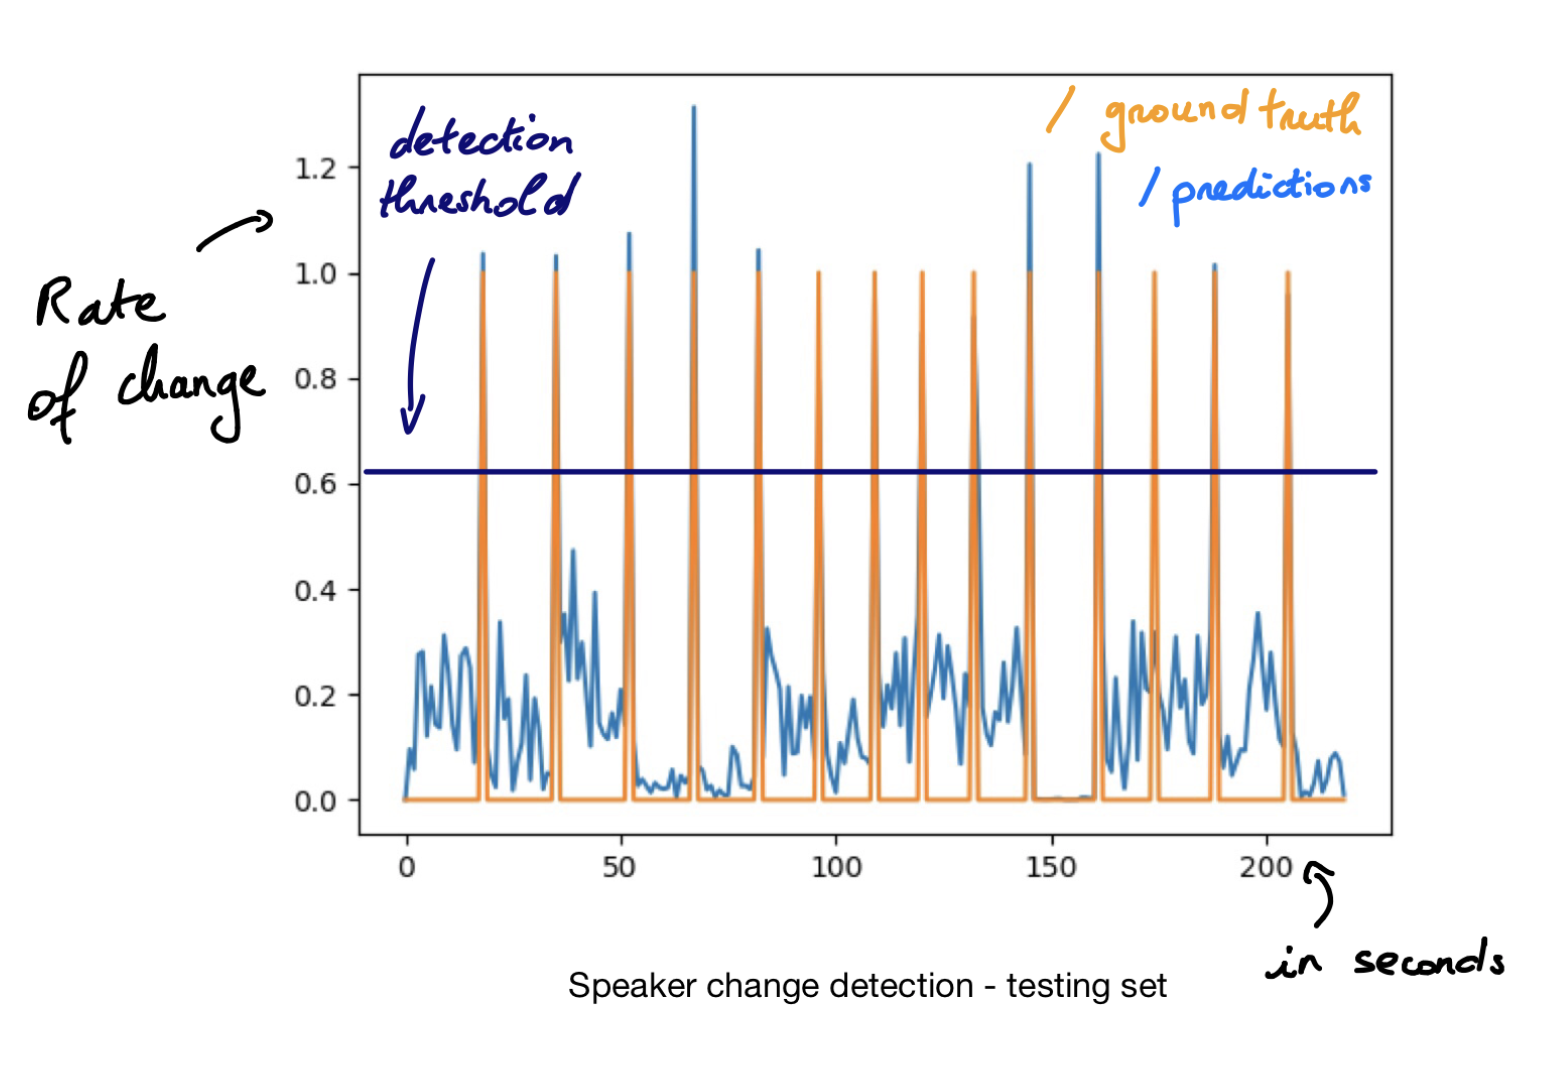 detection
threshold
/ ground truth
/ predictions
Rate
of change
1.2
1.0
0.8
0.6
0.4
0.2
0.0
0 50 100 150 200
in seconds
Speaker change detection - testing set